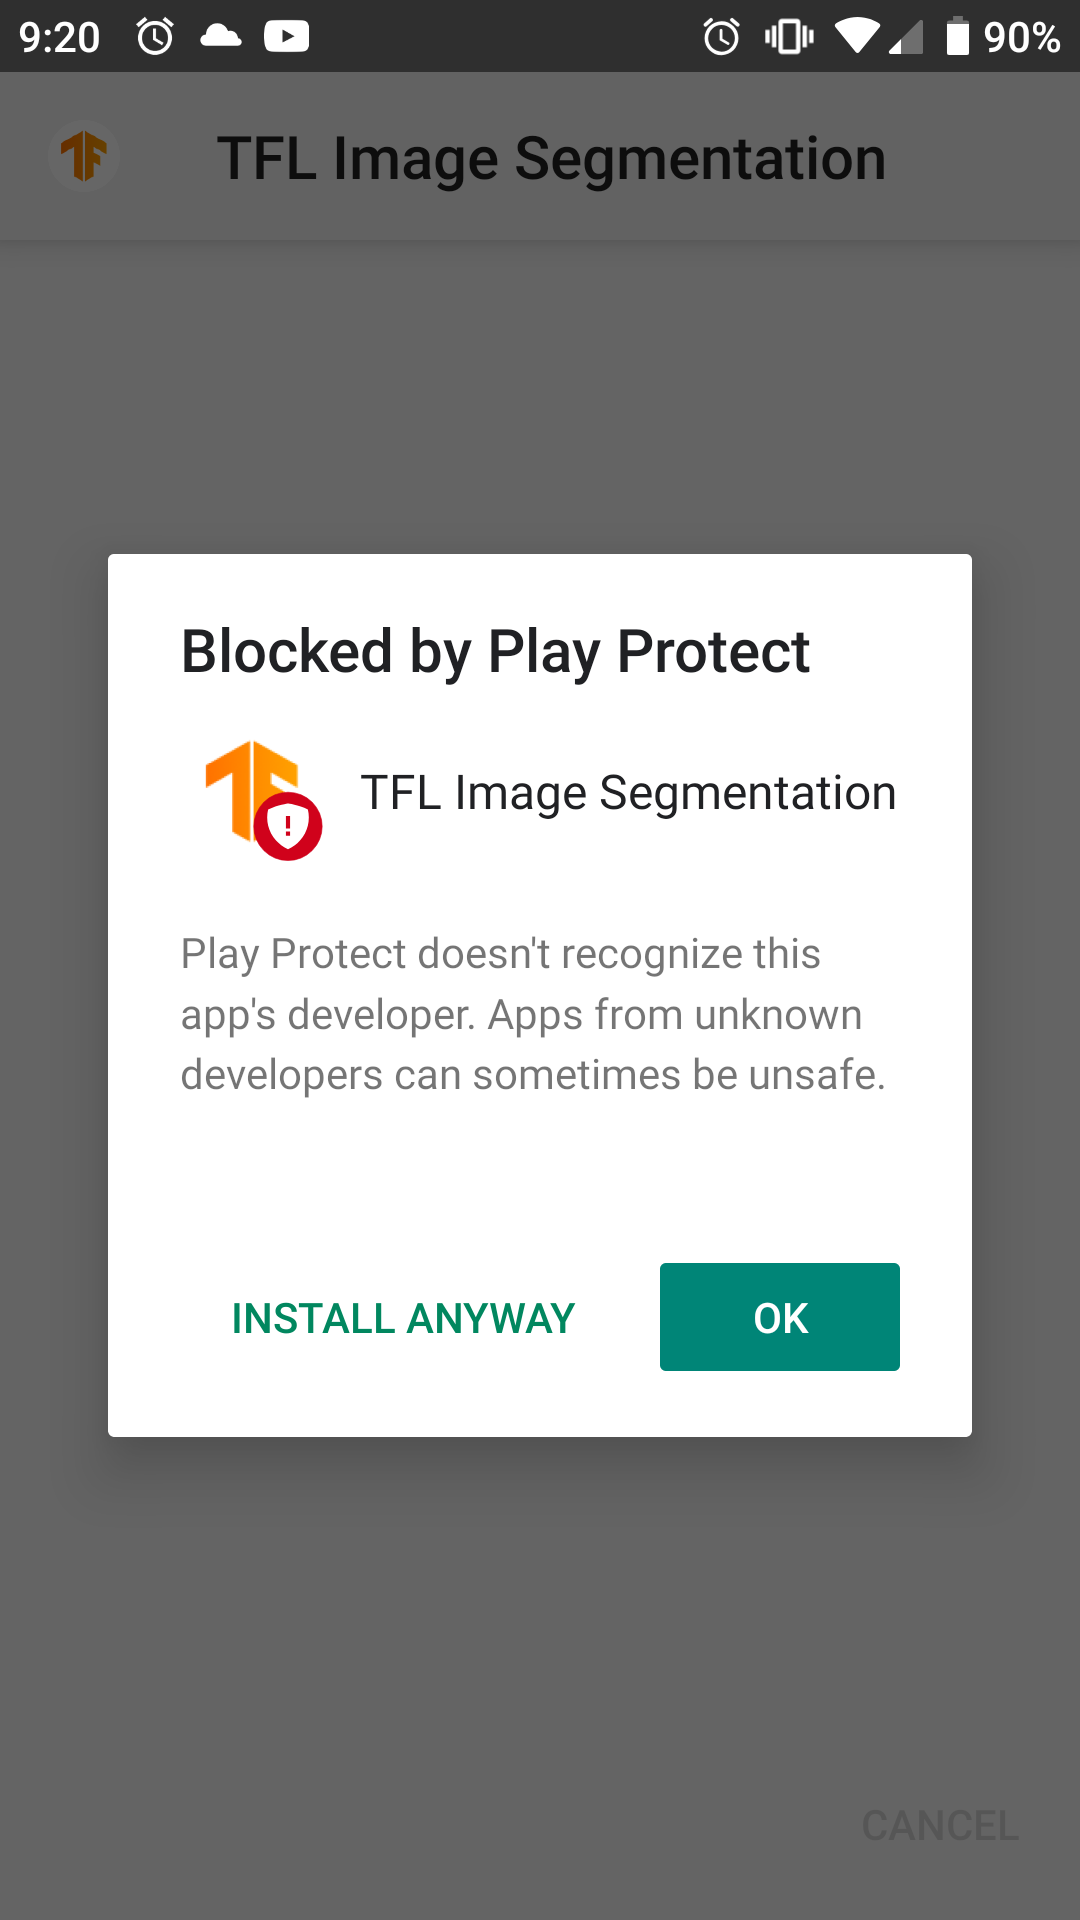 9:20
90%
TFL Image Segmentation
Blocked by Play Protect
TFL Image Segmentation
Play Protect doesn't recognize this
app's developer. Apps from unknown
developers can sometimes be unsafe.
INSTALL ANYWAY
OK
CANCEL